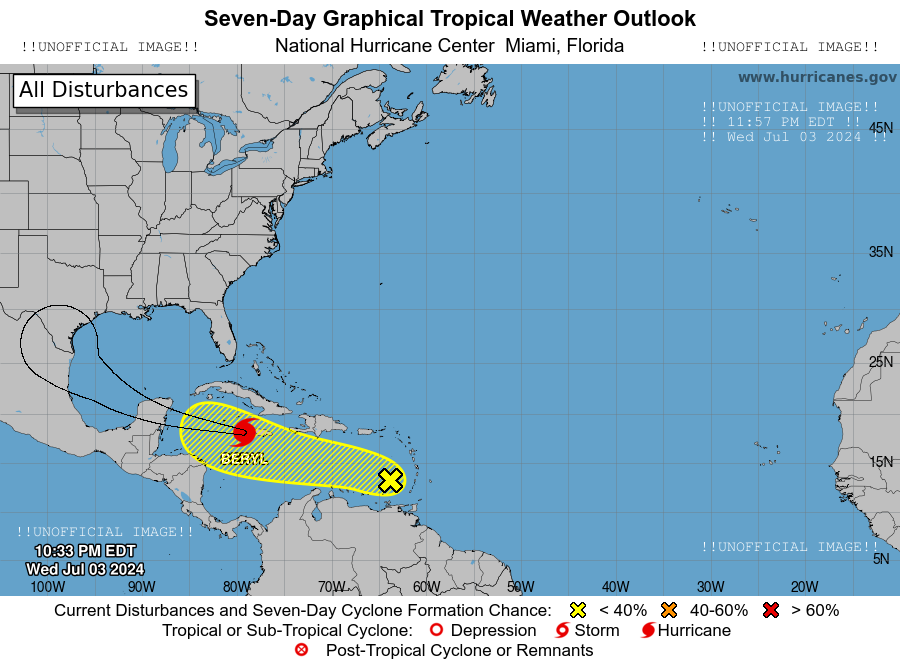 Seven-Day Graphical Tropical Weather Outlook
!!UNOFFICIAL IMAGE!! National Hurricane Center Miami, Florida !!UNOFFICIAL IMAGE!!
www.hurricanes.gov
All Disturbances
!!UNOFFICIAL IMAGE!!
!! 11:57 PM EDT !!
!! Wed Jul 03 2024 !!
45N
35N
25N
BERYL
15N
!!UNOFFICIAL IMAGE!!
!!UNOFFICIAL IMAGE!!
10:33 PM EDT
5N
Wed Jul 03 2024
100W 90W 80W 70W 60W 50W 40W 30W 20W
Current Disturbances and Seven-Day Cyclone Formation Chance: < 40% 40-60% > 60%
Tropical or Sub-Tropical Cyclone: Depression Storm Hurricane
Post-Tropical Cyclone or Remnants